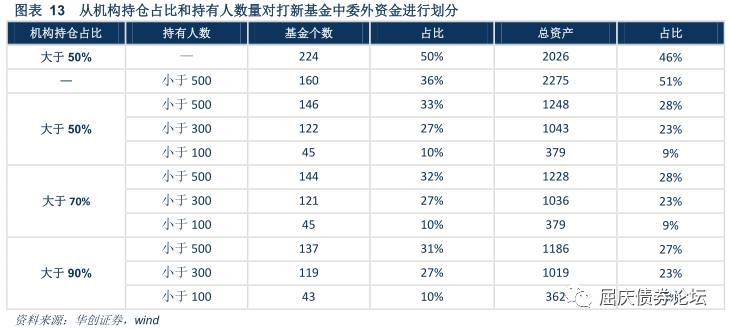 图表 13 从机构持仓占比和持有人数量对打新基金中委外资金进行划分
机构持仓占比 持有人数 基金个数 占比 总资产 占比
大于 50% — 224 50% 2026 46%
— 小于 500 160 36% 2275 51%
大于 50% 小于 500 146 33% 1248 28%
小于 300 122 27% 1043 23%
小于 100 45 10% 379 9%
大于 70% 小于 500 144 32% 1228 28%
小于 300 121 27% 1036 23%
小于 100 45 10% 379 9%
大于 90% 小于 500 137 31% 1186 27%
小于 300 119 27% 1019 23%
小于 100 43 10% 362
资料来源：华创证券，wind
屈庆债券论坛